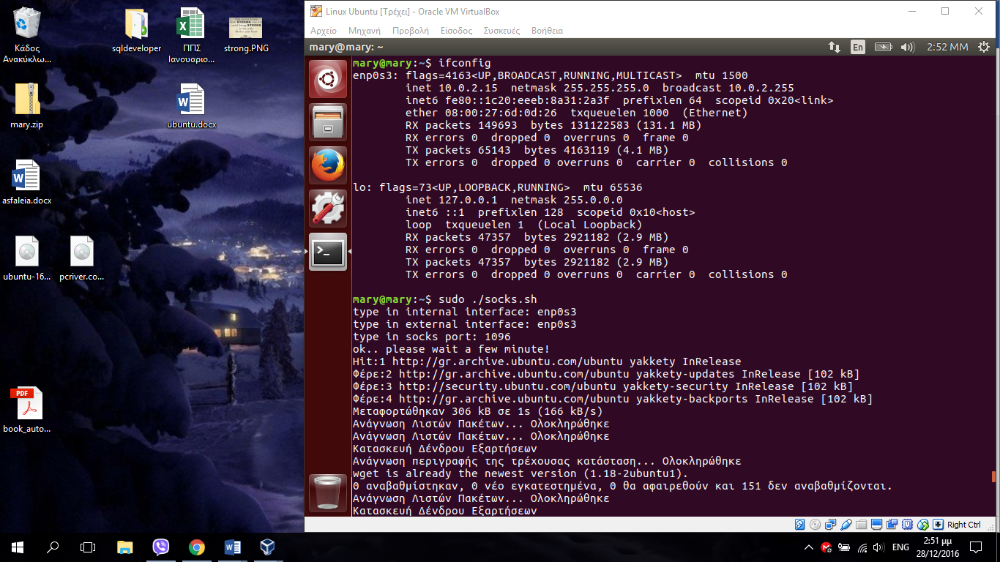 Κάδος
Ανακύκλω...
sqldeveloper
ΠΠΣ
Ιανουαριο...
strong.PNG
mary.zip
ubuntu.docx
asfaleia.docx
ubuntu-16...
pcriver.co...
PDF
book_auto...
Linux Ubuntu [Τρέχει] - Oracle VM VirtualBox
Αρχείο Μηχανή Προβολή Είσοδος Συσκευές Βοήθεια
mary@mary: ~
En
2:52 ΜΜ
mary@mary:~$ ifconfig
enp0s3: flags=4163<UP,BROADCAST,RUNNING,MULTICAST>  mtu 1500
inet 10.0.2.15  netmask 255.255.255.0  broadcast 10.0.2.255
inet6 fe80::1c20:eeeb:8a31:2a3f  prefixlen 64  scopeid 0x20<link>
ether 08:00:27:6d:0d:26  txqueuelen 1000  (Ethernet)
RX packets 149693  bytes 131122583 (131.1 MB)
RX errors 0  dropped 0  overruns 0  frame 0
TX packets 65143  bytes 4163119 (4.1 MB)
TX errors 0  dropped 0 overruns 0  carrier 0  collisions 0
lo: flags=73<UP,LOOPBACK,RUNNING>  mtu 65536
inet 127.0.0.1  netmask 255.0.0.0
inet6 ::1  prefixlen 128  scopeid 0x10<host>
loop  txqueuelen 1  (Local Loopback)
RX packets 47357  bytes 2921182 (2.9 MB)
RX errors 0  dropped 0  overruns 0  frame 0
TX packets 47357  bytes 2921182 (2.9 MB)
TX errors 0  dropped 0 overruns 0  carrier 0  collisions 0
mary@mary:~$ sudo ./socks.sh
type in internal interface: enp0s3
type in external interface: enp0s3
type in socks port: 1096
ok.. please wait a few minute!
Hit:1 http://gr.archive.ubuntu.com/ubuntu yakkety InRelease
Φέρε:2 http://gr.archive.ubuntu.com/ubuntu yakkety-updates InRelease [102 kB]
Φέρε:3 http://security.ubuntu.com/ubuntu yakkety-security InRelease [102 kB]
Φέρε:4 http://gr.archive.ubuntu.com/ubuntu yakkety-backports InRelease [102 kB]
Μεταφορτώθηκαν 306 kB σε 1s (166 kB/s)
Ανάγνωση Λιστών Πακέτων... Ολοκληρώθηκε
Ανάγνωση Λιστών Πακέτων... Ολοκληρώθηκε
Κατασκευή Δένδρου Εξαρτήσεων
Ανάγνωση περιγραφής της τρέχουσας κατάσταση... Ολοκληρώθηκε
wget is already the newest version (1.18-2ubuntu1).
0 αναβαθμίστηκαν, 0 νέο εγκατεστημένα, 0 θα αφαιρεθούν και 151 δεν αναβαθμίζονται.
Ανάγνωση Λιστών Πακέτων... Ολοκληρώθηκε
Κατασκευή Δένδρου Εξαρτήσεων
Right Ctrl
ENG
2:51 μμ
28/12/2016